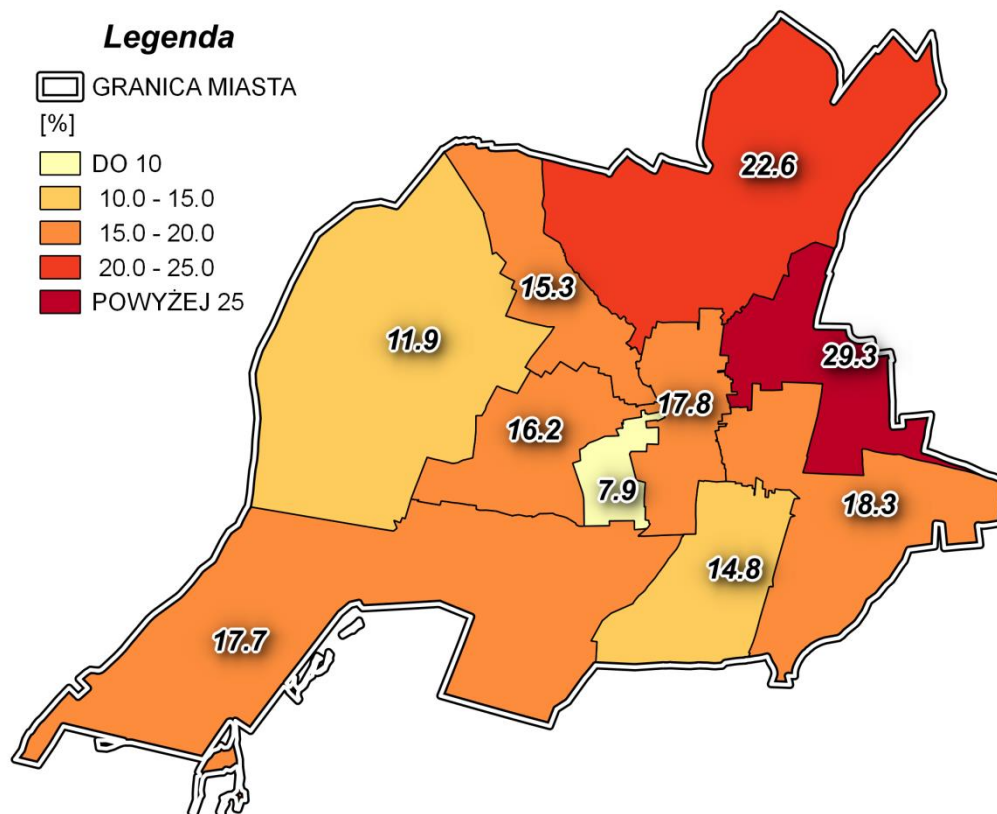 Legenda
GRANICA MIASTA
[%]
DO 10
10.0 - 15.0
15.0 - 20.0
20.0 - 25.0
POWYŻEJ 25
22.6
15.3
11.9
29.3
17.8
16.2
7.9
18.3
14.8
17.7